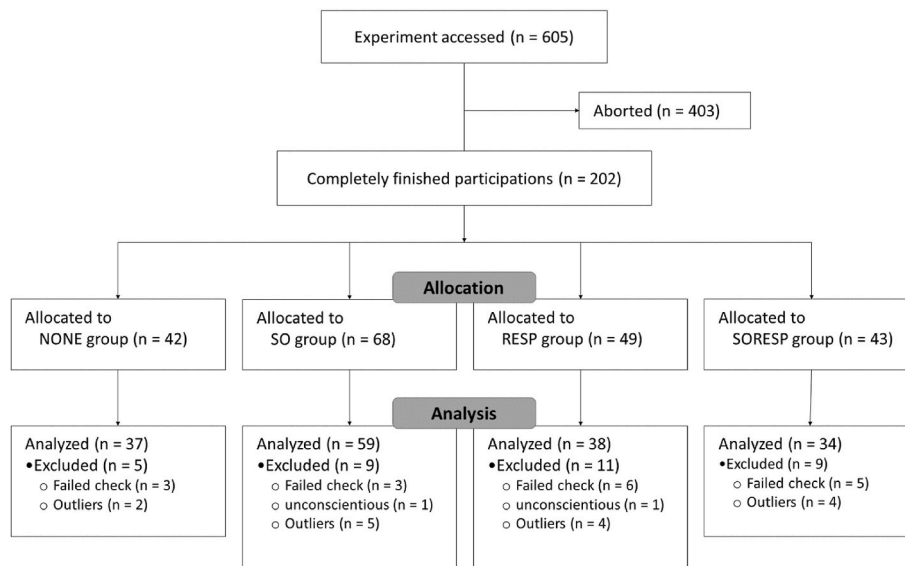 Experiment accessed (n = 605)
Aborted (n = 403)
Completely finished participations (n = 202)
Allocation
Allocated to
NONE group (n = 42)
Allocated to
SO group (n = 68)
Allocated to
RESP group (n = 49)
Allocated to
SORESP group (n = 43)
Analysis
Analyzed (n = 37)
•Excluded (n = 5)
○ Failed check (n = 3)
○ Outliers (n = 2)
Analyzed (n = 59)
•Excluded (n = 9)
○ Failed check (n = 3)
○ unconscientious (n = 1)
○ Outliers (n = 5)
Analyzed (n = 38)
•Excluded (n = 11)
○ Failed check (n = 6)
○ unconscientious (n = 1)
○ Outliers (n = 4)
Analyzed (n = 34)
•Excluded (n = 9)
○ Failed check (n = 5)
○ Outliers (n = 4)